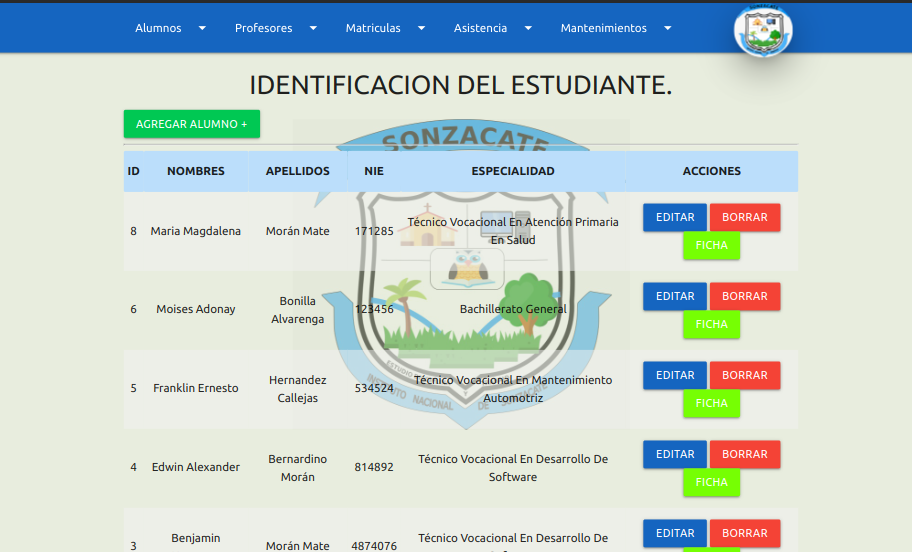 SONZACATE
Alumnos Profesores Matriculas Asistencia Mantenimientos
IDENTIFICACION DEL ESTUDIANTE.
AGREGAR ALUMNO +
SONZACATE
ID NOMBRES APELLIDOS NIE ESPECIALIDAD ACCIONES
8 Maria Magdalena Morán Mate 171285 Técnico Vocacional En Atención Primaria
En Salud
EDITAR BORRAR
FICHA
6 Moises Adonay Bonilla
Alvarenga 123456 Bachillerato General
EDITAR BORRAR
FICHA
5 Franklin Ernesto Hernandez
Callejas 534524 Técnico Vocacional En Mantenimiento
Automotriz
EDITAR BORRAR
FICHA
INSTITUTO NACIONAL DE SONZACATE
4 Edwin Alexander Bernardino
Morán 814892 Técnico Vocacional En Desarrollo De
Software
EDITAR BORRAR
FICHA
3 Benjamin Morán Mate 4874076 Técnico Vocacional En Desarrollo De
EDITAR BORRAR